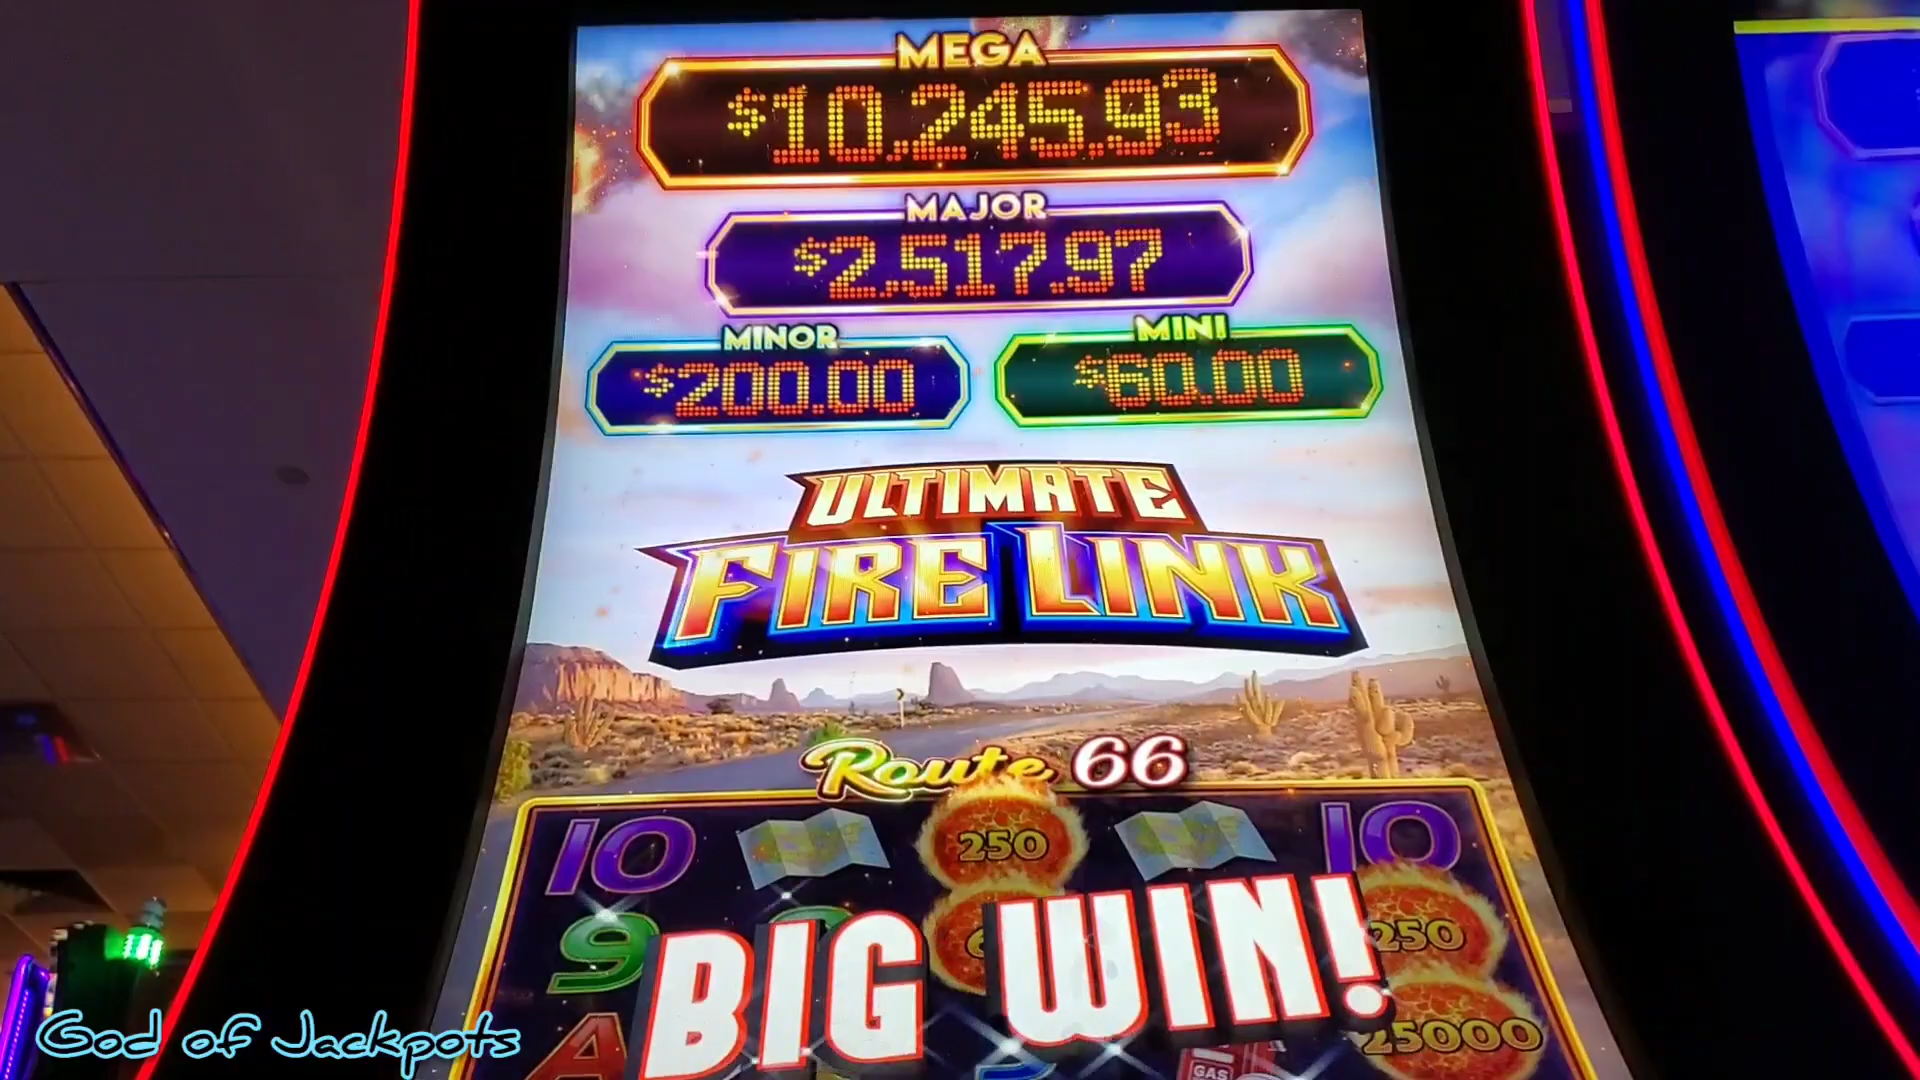 MEGA
$10,245.93
MAJOR
$2,517.97
MINOR
MINI
$200.00
$60.00
ULTIMATE
FIRE LINK
Route 66
10
250
10
9
BIG WIN!
250
A
25000
GAS
God of Jackpots